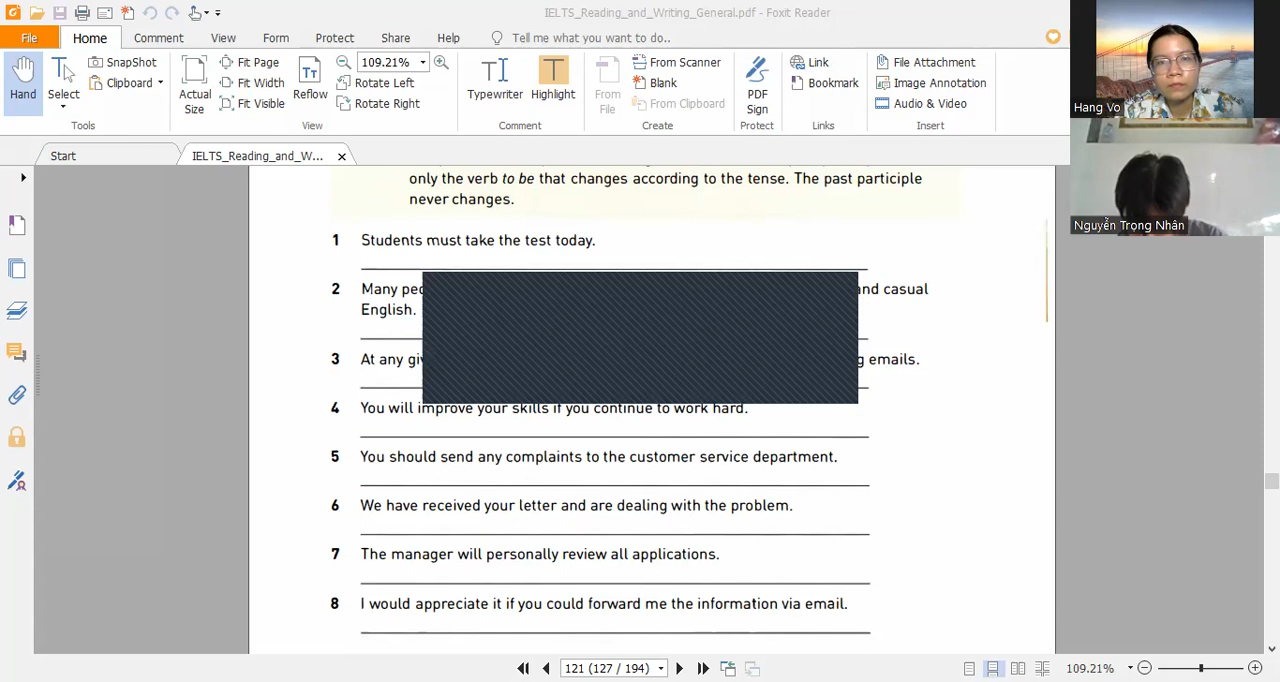 IELTS_Reading_and_Writing_General.pdf - Foxit Reader
File Home Comment View Form Protect Share Help Tell me what you want to do..
Hand
Select
SnapShot
Clipboard
Tools
Actual Size
Fit Page
Fit Width
Fit Visible
Reflow
109.21%
Rotate Left
Rotate Right
View
Typewriter
Highlight
Comment
From File
From Scanner
Blank
From Clipboard
Create
PDF Sign
Protect
Link
Bookmark
Links
File Attachment
Image Annotation
Audio & Video
Insert
Hang Vo
Nguyễn Trọng Nhân
Start
IELTS_Reading_and_W...
only the verb to be that changes according to the tense. The past participle
never changes.
1 Students must take the test today.
2 Many and casual
English.
3 At any emails.
4 You will improve your skills if you continue to work hard.
5 You should send any complaints to the customer service department.
6 We have received your letter and are dealing with the problem.
7 The manager will personally review all applications.
8 I would appreciate it if you could forward me the information via email.
121 (127 / 194)
109.21%